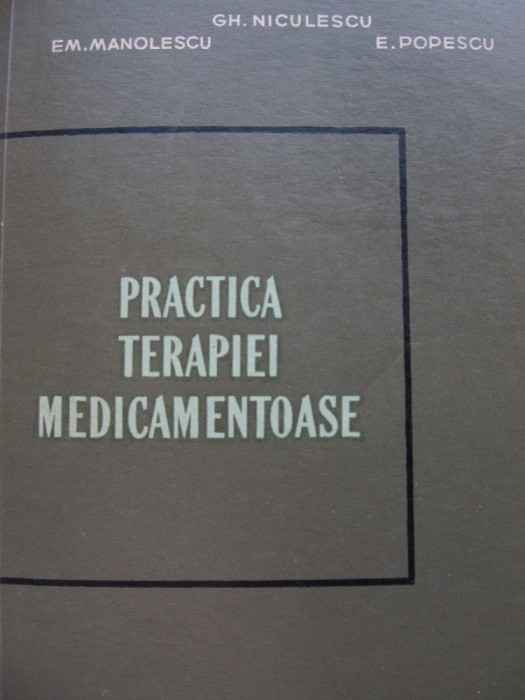 GH. NICULESCU
EM. MANOLESCU E. POPESCU
PRACTICA
TERAPIEI
MEDICAMENTOASE